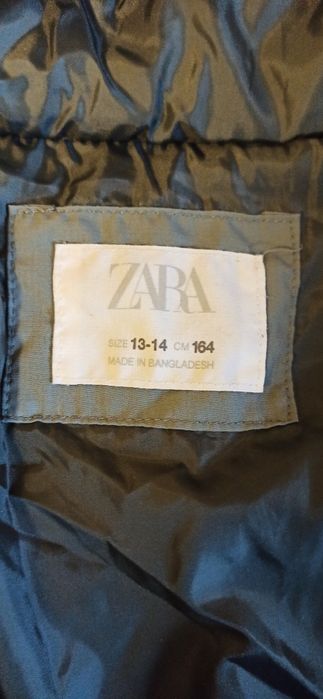 ZARA
SIZE 13-14 CM 164
MADE IN BANGLADESH